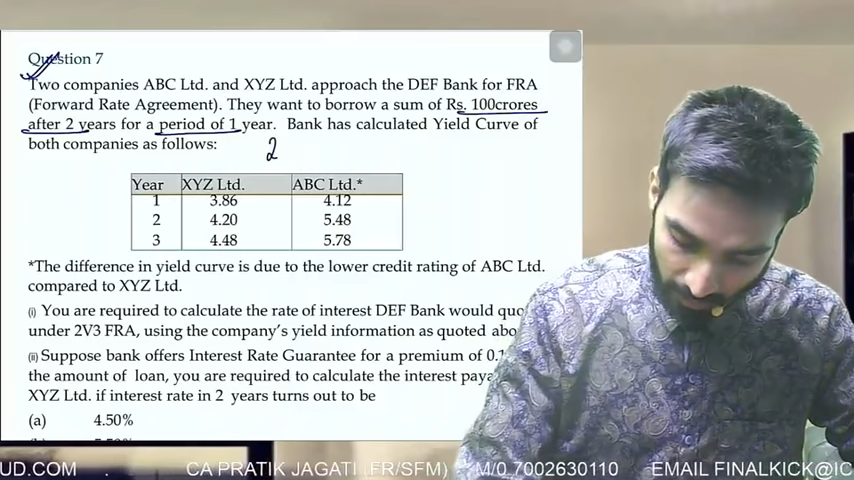 Question 7
Two companies ABC Ltd. and XYZ Ltd. approach the DEF Bank for FRA
(Forward Rate Agreement). They want to borrow a sum of Rs. 100crores
after 2 years for a period of 1 year. Bank has calculated Yield Curve of
both companies as follows:
2
Year XYZ Ltd. ABC Ltd.*
1 3.86 4.12
2 4.20 5.48
3 4.48 5.78
*The difference in yield curve is due to the lower credit rating of ABC Ltd.
compared to XYZ Ltd.
(i) You are required to calculate the rate of interest DEF Bank would
under 2V3 FRA, using the company's yield information as quoted
(ii) Suppose bank offers Interest Rate Guarantee for a premium of
the amount of loan, you are required to calculate the interest
XYZ Ltd. if interest rate in 2 years turns out to be
(a) 4.50%
UD.COM . CA PRATIK JAGATI FR/SFM) M/0 7002630110 EMAIL FINALKICK@IC